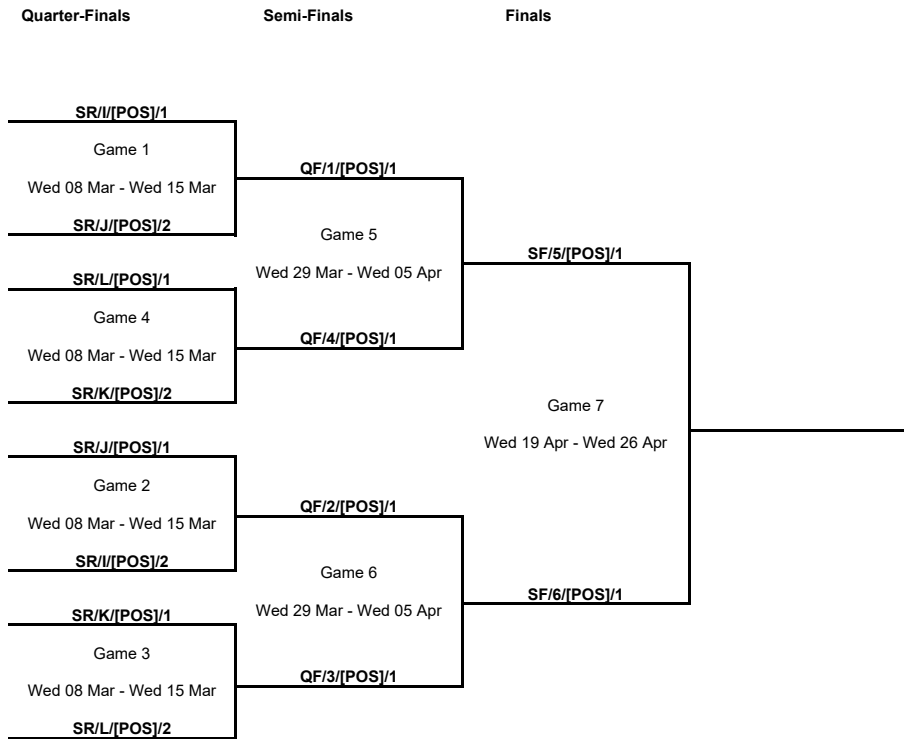 Quarter-Finals Semi-Finals Finals
SR/I/[POS]/1
Game 1
Wed 08 Mar - Wed 15 Mar
SR/J/[POS]/2
SR/L/[POS]/1
Game 4
Wed 08 Mar - Wed 15 Mar
SR/K/[POS]/2
SR/J/[POS]/1
Game 2
Wed 08 Mar - Wed 15 Mar
SR/I/[POS]/2
SR/K/[POS]/1
Game 3
Wed 08 Mar - Wed 15 Mar
SR/L/[POS]/2
QF/1/[POS]/1
Game 5
Wed 29 Mar - Wed 05 Apr
QF/4/[POS]/1
QF/2/[POS]/1
Game 6
Wed 29 Mar - Wed 05 Apr
QF/3/[POS]/1
SF/5/[POS]/1
Game 7
Wed 19 Apr - Wed 26 Apr
SF/6/[POS]/1